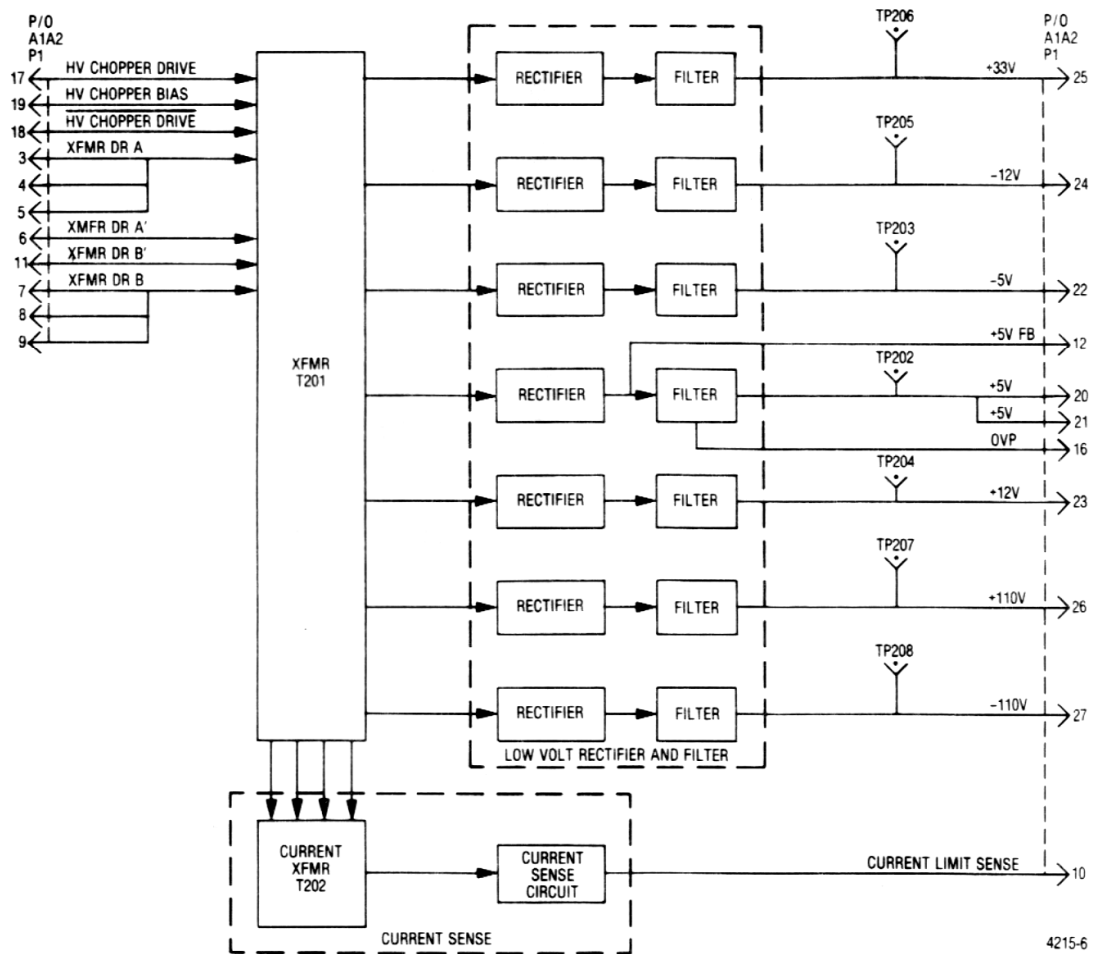 P/O
A1A2
P1
17
HV CHOPPER DRIVE
19
HV CHOPPER BIAS
18
HV CHOPPER DRIVE
3
XFMR DR A
4
5
6
XMFR DR A'
11
XFMR DR B'
7
XFMR DR B
8
9
XFMR
T201
RECTIFIER
FILTER
TP206
+33V
P/O
A1A2
P1
25
RECTIFIER
FILTER
TP205
−12V
24
RECTIFIER
FILTER
TP203
−5V
22
+5V FB
12
RECTIFIER
FILTER
TP202
+5V
20
+5V
21
OVP
16
RECTIFIER
FILTER
TP204
+12V
23
RECTIFIER
FILTER
TP207
+110V
26
RECTIFIER
FILTER
TP208
−110V
27
LOW VOLT RECTIFIER AND FILTER
CURRENT
XFMR
T202
CURRENT
SENSE
CIRCUIT
CURRENT LIMIT SENSE
10
CURRENT SENSE
4215-6